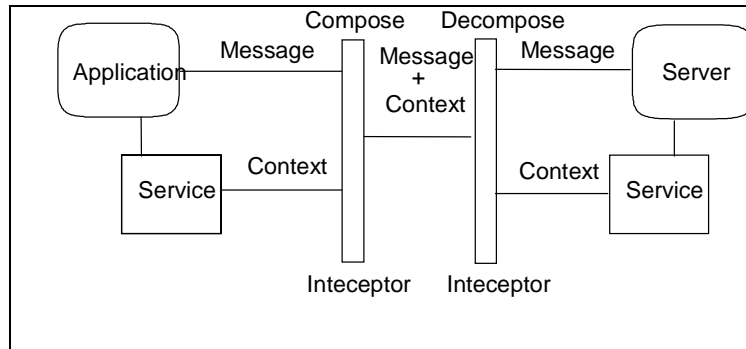 Compose Decompose
Message Message Message
Application + Server
Context
Context Context
Service Service
Inteceptor Inteceptor